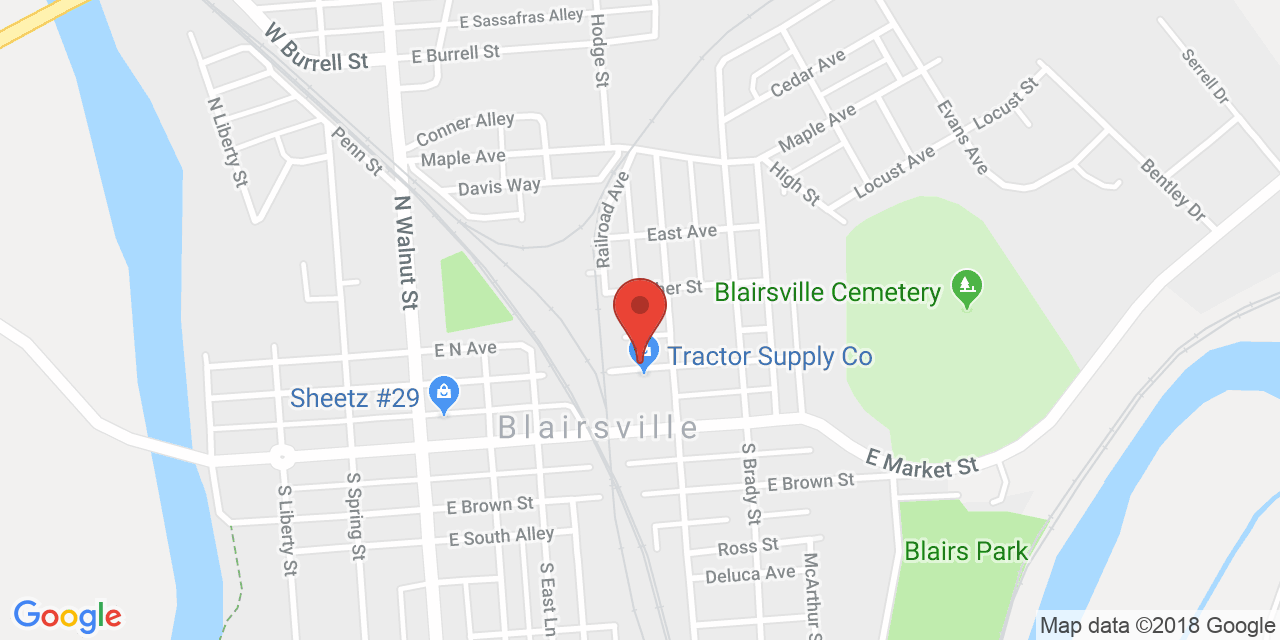 E Sassafras Alley
W Burrell St
E Burrell St
Hodge St
Cedar Ave
Serrell Dr
N Liberty St
Penn St
Conner Alley
Maple Ave
Maple Ave
Evans Ave
Locust St
Davis Way
High St
Locust Ave
Bentley Dr
N Walnut St
Railroad Ave
East Ave
St
Blairsville Cemetery
E N Ave
Tractor Supply Co
Sheetz #29
Blairsville
E Market St
S Liberty St
S Spring St
E Brown St
E South Alley
S East Ln
S Brady St
E Brown St
Ross St
Deluca Ave
McArthur S
Blairs Park
Google
Map data ©2018 Google